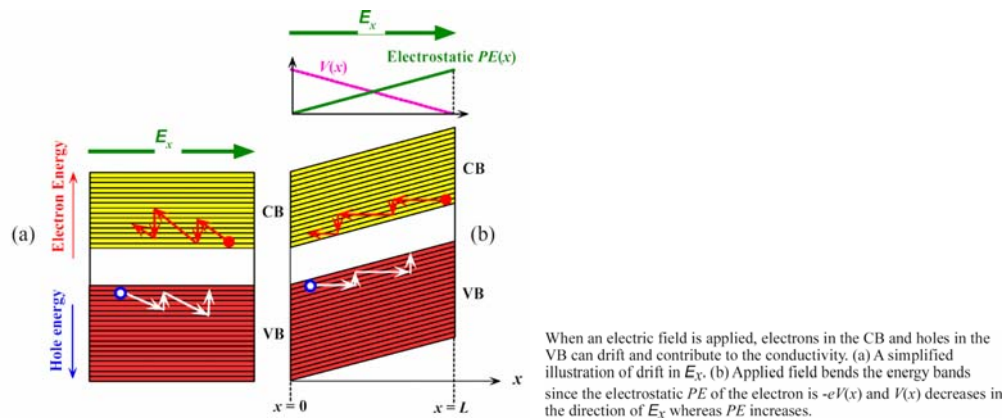 E_x
Electrostatic PE(x)
V(x)
E_x
CB
CB
(a)
(b)
Electron Energy
Hole energy
VB
VB
x
x = 0
x = L
When an electric field is applied, electrons in the CB and holes in the
VB can drift and contribute to the conductivity. (a) A simplified
illustration of drift in E_x. (b) Applied field bends the energy bands
since the electrostatic PE of the electron is -eV(x) and V(x) decreases in
the direction of E_x whereas PE increases.